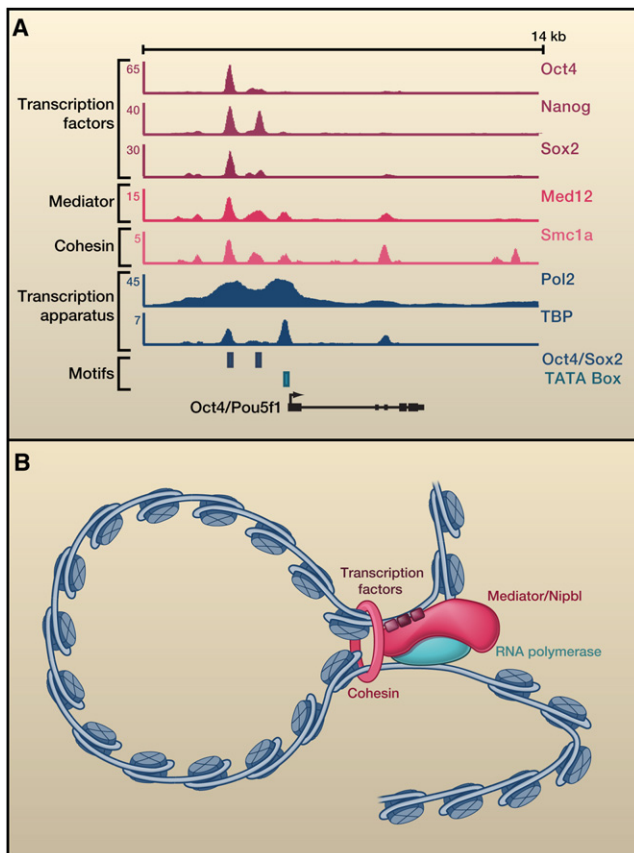 A
14 kb
Transcription
factors
65
Oct4
40
Nanog
30
Sox2
Mediator
15
Med12
Cohesin
5
Smc1a
Transcription
apparatus
45
Pol2
7
TBP
Motifs
Oct4/Sox2
TATA Box
Oct4/Pou5f1
B
Transcription
factors
Mediator/Nipbl
RNA polymerase
Cohesin